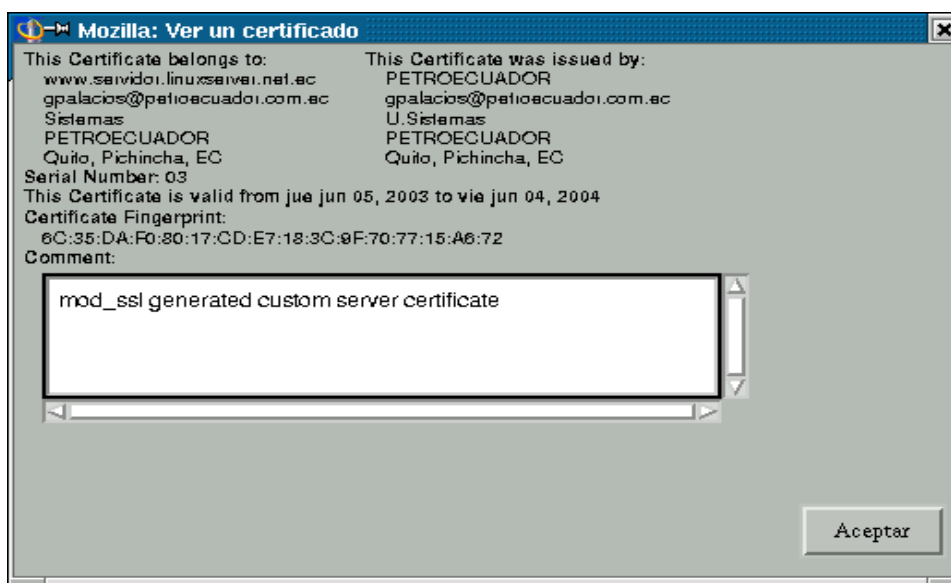 Mozilla: Ver un certificado
This Certificate belongs to:
www.servidor.linuxserver.net.ec
gpalacios@petroecuador.com.ec
Sistemas
PETROECUADOR
Quito, Pichincha, EC
This Certificate was issued by:
PETROECUADOR
gpalacios@petroecuador.com.ec
U.Sistemas
PETROECUADOR
Quito, Pichincha, EC
Serial Number: 03
This Certificate is valid from jue jun 05, 2003 to vie jun 04, 2004
Certificate Fingerprint:
6C:35:DA:F0:80:17:CD:E7:18:3C:9F:70:77:15:A6:72
Comment:
mod_ssl generated custom server certificate
Aceptar